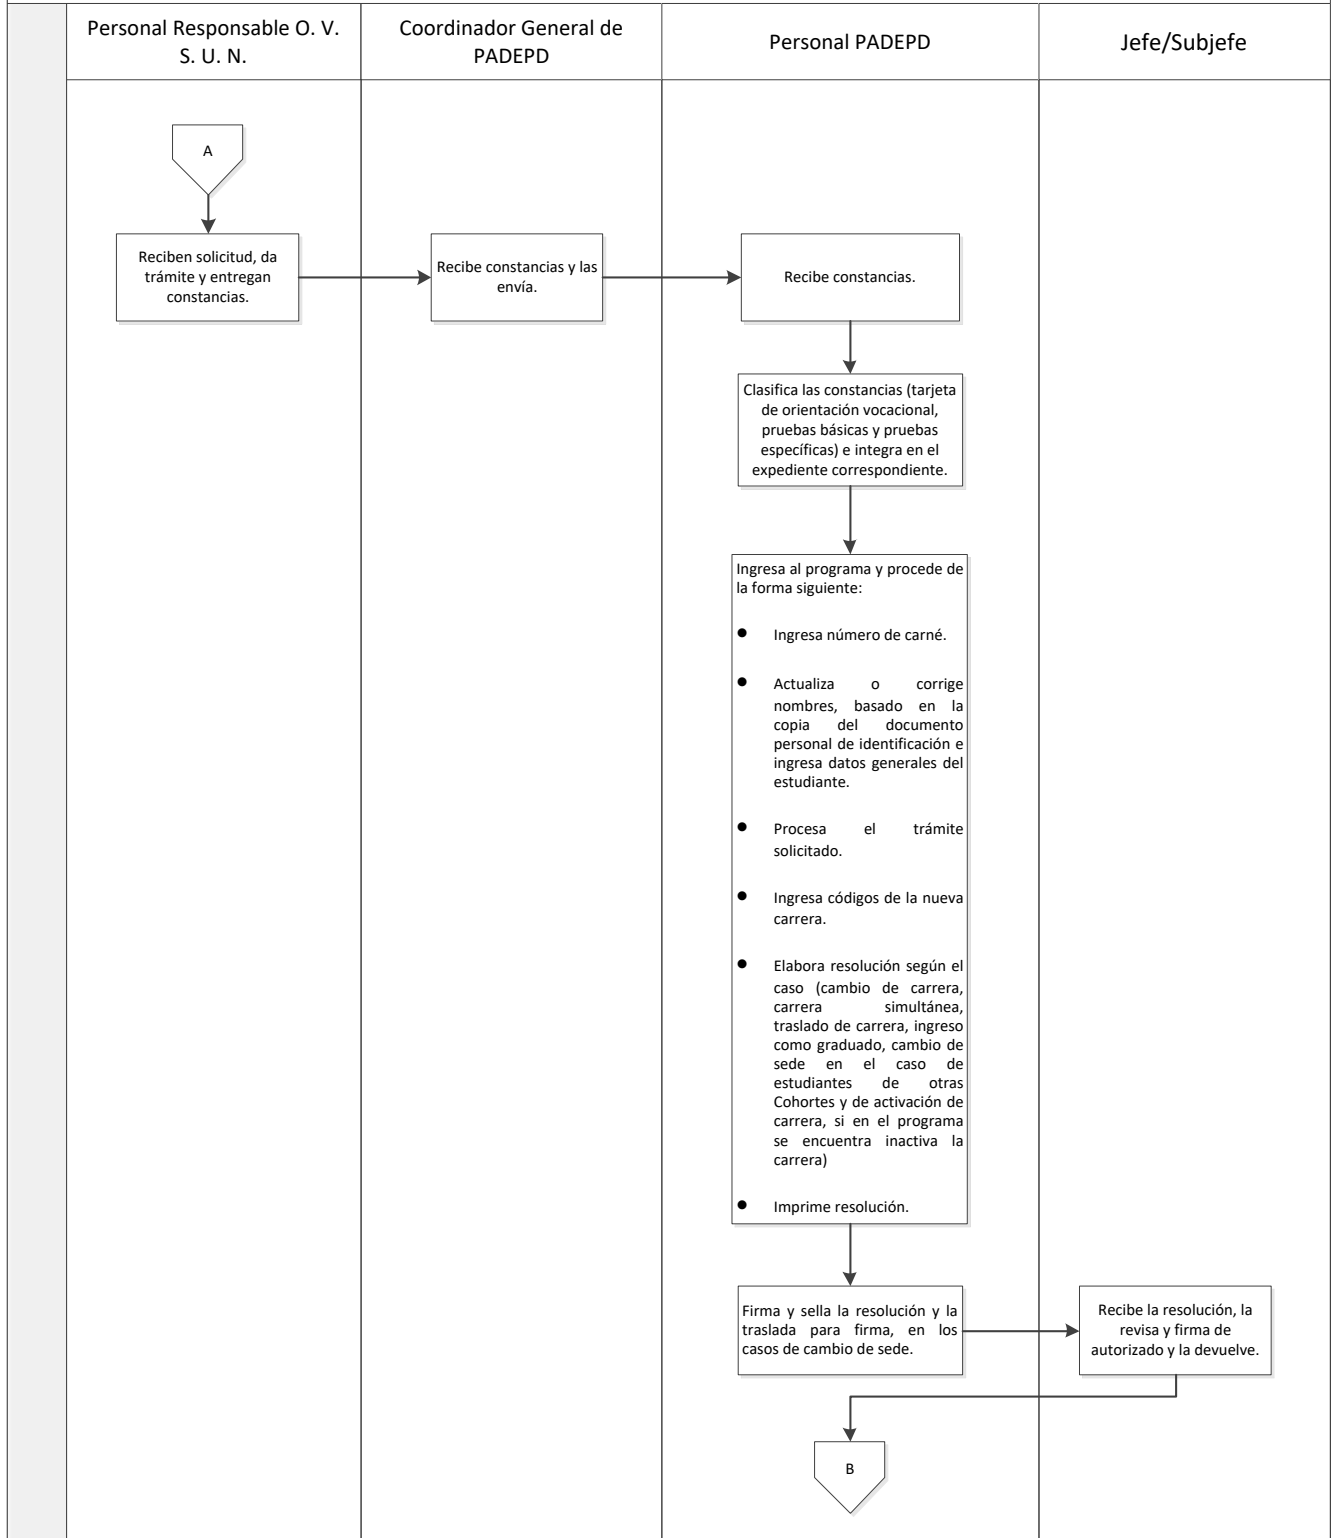 Personal Responsable O. V.
S. U. N.
Coordinador General de
PADEPD
Personal PADEPD
Jefe/Subjefe
A
Reciben solicitud, da
trámite y entregan
constancias.
Recibe constancias y las
envía.
Recibe constancias.
Clasifica las constancias (tarjeta
de orientación vocacional,
pruebas básicas y pruebas
específicas) e integra en el
expediente correspondiente.
Ingresa al programa y procede de
la forma siguiente:
● Ingresa número de carné.
● Actualiza o corrige
nombres, basado en la
copia del documento
personal de identificación e
ingresa datos generales del
estudiante.
● Procesa el trámite
solicitado.
● Ingresa códigos de la nueva
carrera.
● Elabora resolución según el
caso (cambio de carrera,
carrera simultánea,
traslado de carrera, ingreso
como graduado, cambio de
sede en el caso de
estudiantes de otras
Cohortes y de activación de
carrera, si en el programa
se encuentra inactiva la
carrera)
● Imprime resolución.
Firma y sella la resolución y la
traslada para firma, en los
casos de cambio de sede.
Recibe la resolución, la
revisa y firma de
autorizado y la devuelve.
B